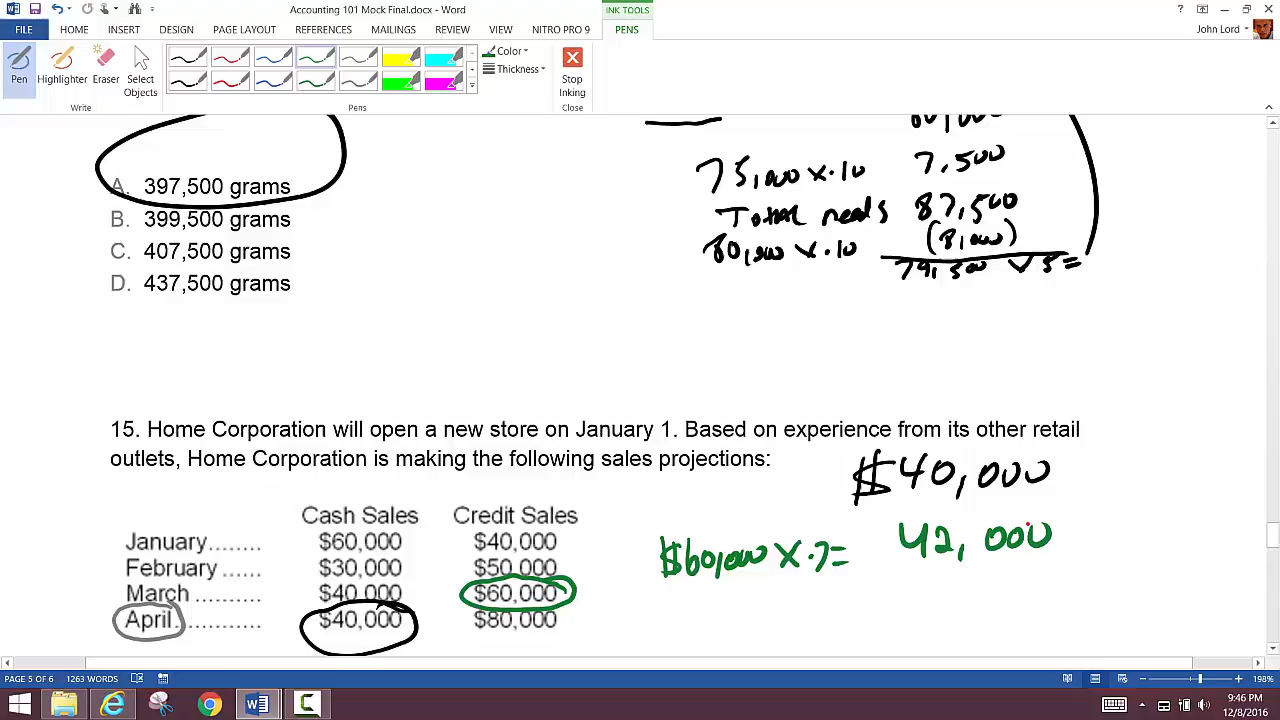 Accounting 101 Mock Final.docx - Word
INK TOOLS
FILE HOME INSERT DESIGN PAGE LAYOUT REFERENCES MAILINGS REVIEW VIEW NITRO PRO 9 PENS
John Lord
Pen Highlighter Eraser Select Objects
Color
Thickness
Stop Inking
Write Pens Close
75,000 x .10 7,500
Total needs 87,500
80,000 x .10 (8,000)
79,500 x 5 =
A. 397,500 grams
B. 399,500 grams
C. 407,500 grams
D. 437,500 grams
15. Home Corporation will open a new store on January 1. Based on experience from its other retail
outlets, Home Corporation is making the following sales projections:
$40,000
Cash Sales Credit Sales
January........ $60,000 $40,000
February ....... $30,000 $50,000
March .......... $40,000 $60,000
April............. $40,000 $80,000
$60,000 X .7= 42,000
PAGE 5 OF 6 1263 WORDS 198%
9:46 PM
12/8/2016